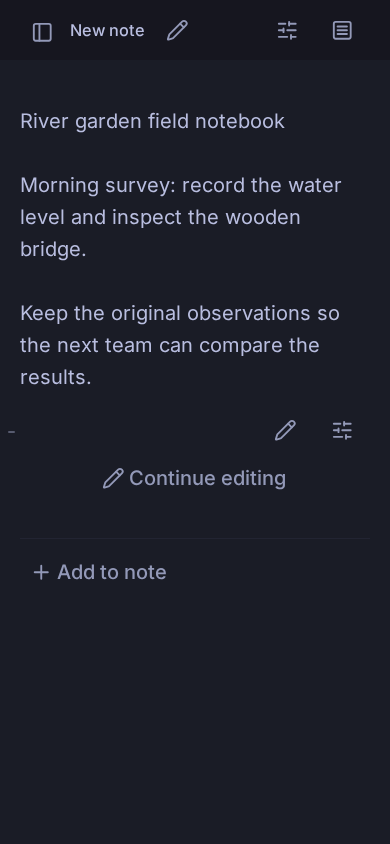 New note
River garden field notebook
Morning survey: record the water
level and inspect the wooden
bridge.
Keep the original observations so
the next team can compare the
results.
Continue editing
Add to note